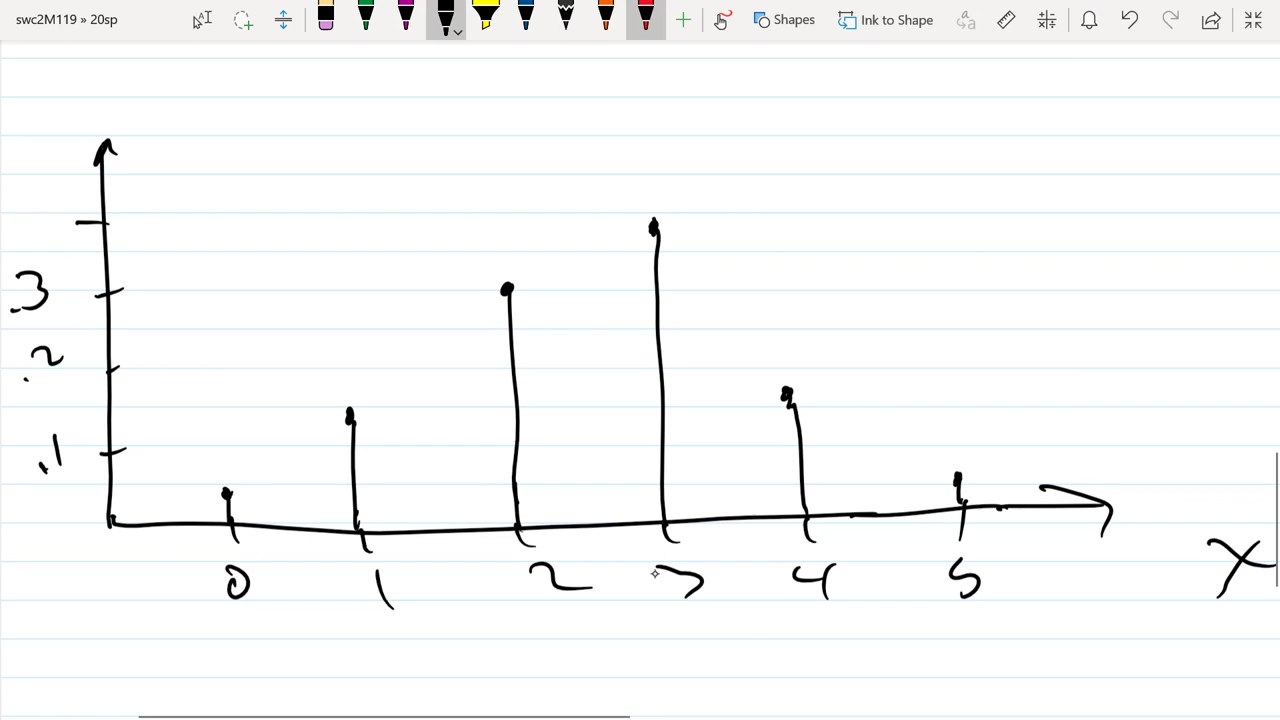 swc2M119 » 20sp
Shapes
Ink to Shape
.3
.2
.1
0 1 2 3 4 5
X